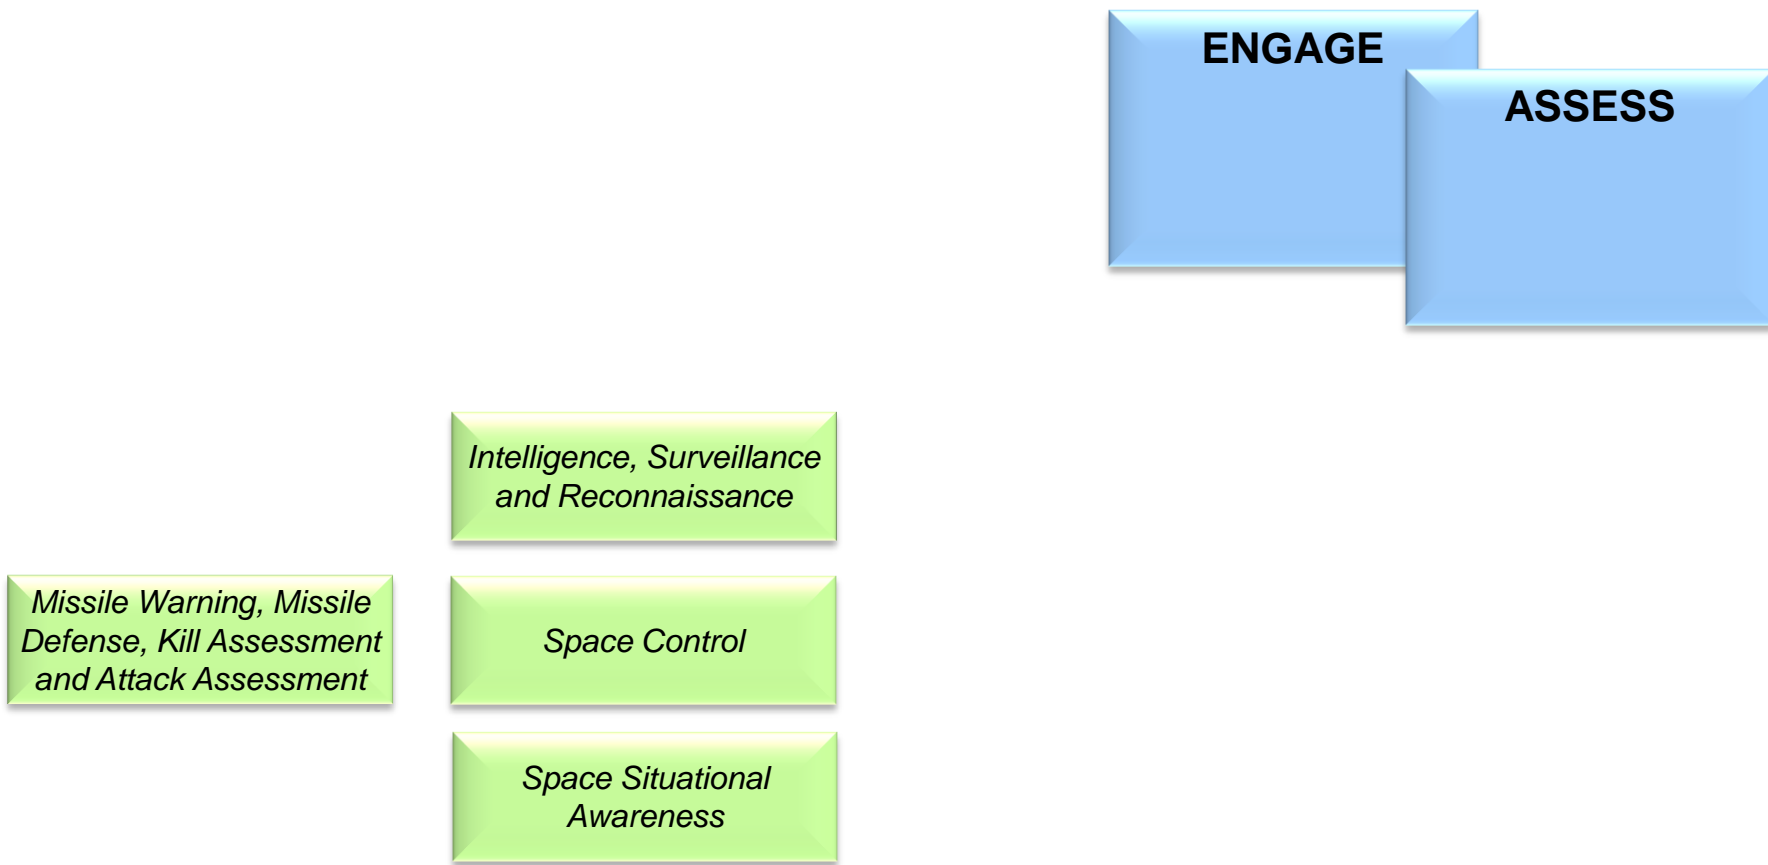 ENGAGE
ASSESS
Intelligence, Surveillance
and Reconnaissance
Missile Warning, Missile
Defense, Kill Assessment
and Attack Assessment
Space Control
Space Situational
Awareness